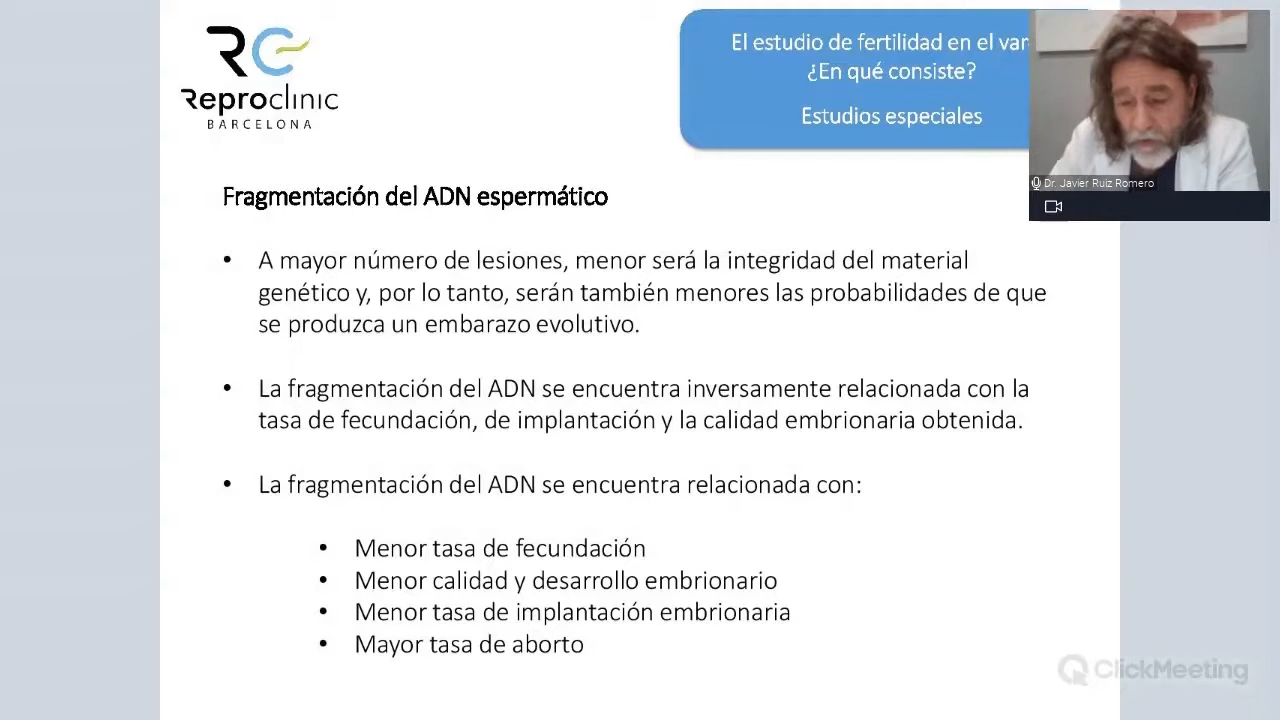 RC
Reproclinic
BARCELONA
El estudio de fertilidad en el var
¿En qué consiste?
Estudios especiales
Dr. Javier Ruiz Romero
Fragmentación del ADN espermático
• A mayor número de lesiones, menor será la integridad del material
genético y, por lo tanto, serán también menores las probabilidades de que
se produzca un embarazo evolutivo.
• La fragmentación del ADN se encuentra inversamente relacionada con la
tasa de fecundación, de implantación y la calidad embrionaria obtenida.
• La fragmentación del ADN se encuentra relacionada con:
• Menor tasa de fecundación
• Menor calidad y desarrollo embrionario
• Menor tasa de implantación embrionaria
• Mayor tasa de aborto
ClickMeeting